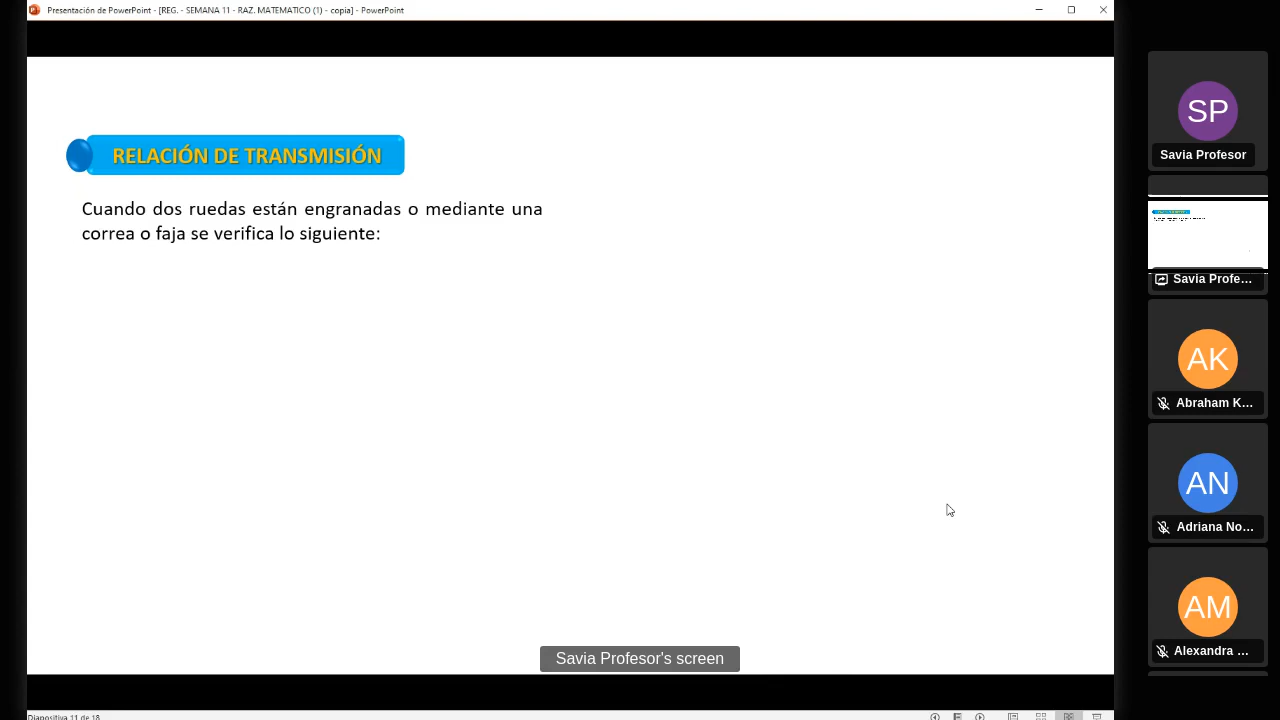 Presentación de PowerPoint - [REG. - SEMANA 11 - RAZ. MATEMATICO (1) - copia] - PowerPoint
RELACIÓN DE TRANSMISIÓN
Cuando dos ruedas están engranadas o mediante una
correa o faja se verifica lo siguiente:
Savia Profesor's screen
Diapositiva 11 de 18
SP
Savia Profesor
Savia Profe...
AK
Abraham K...
AN
Adriana No...
AM
Alexandra ...